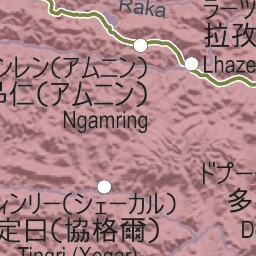 Raka
ラーツ
拉孜
Lhaze
ンレン(アムニン)
昂仁(アムニン)
Ngamring
ドプー
多
D
ィンリー(シェーカル)
定日(協格爾)
Tingri (Xegar)